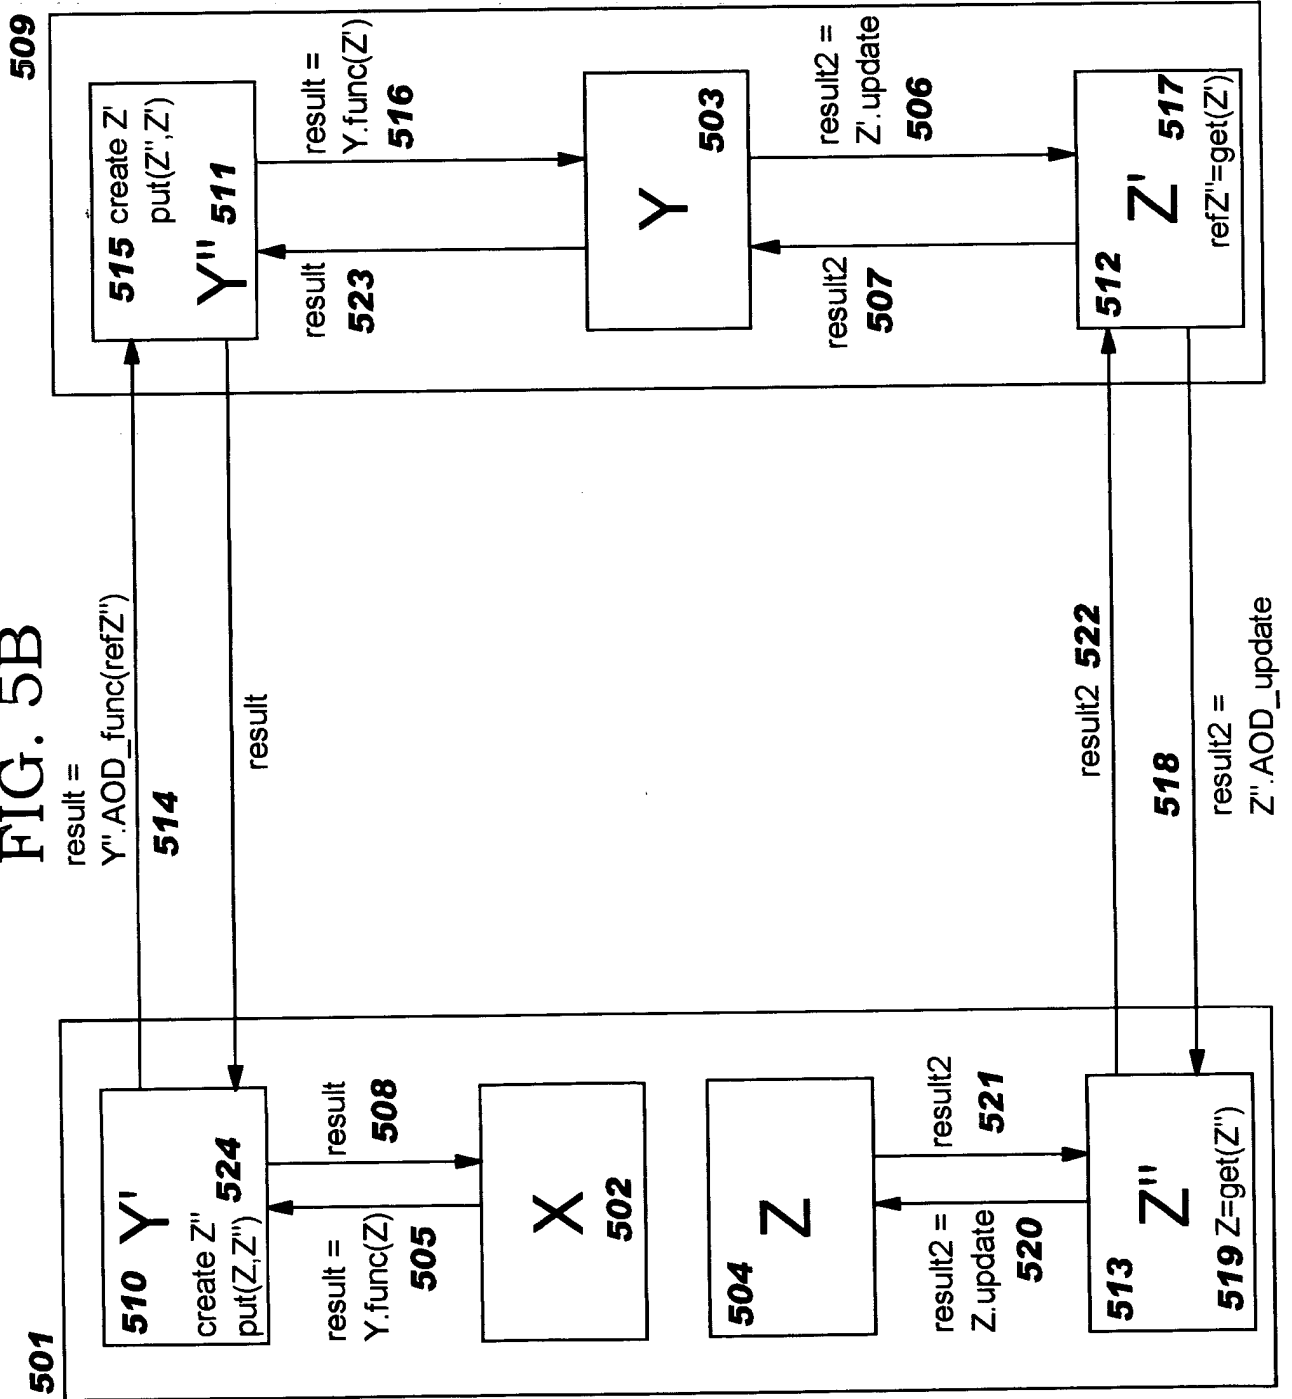 FIG. 5B
501
510 Y'
create Z"
put(Z,Z")
524
result =
Y.func(Z)
505
result
508
X
502
504
Z
result2 =
Z.update
520
result2
521
513
Z"
519 Z=get(Z")
result =
Y".AOD_func(refZ")
514
result
result2 522
518
result2 =
Z".AOD_update
509
515 create Z'
put(Z",Z')
Y" 511
result =
Y.func(Z')
516
result
523
Y
503
result2 =
Z'.update
506
result2
507
512
Z'
517
refZ"=get(Z')